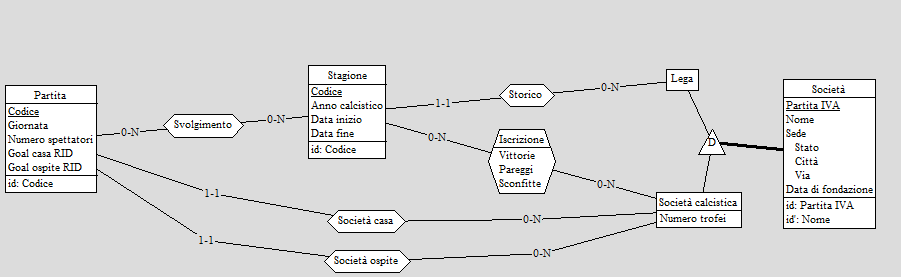 Partita
Codice
Giornata
Numero spettatori
Goal casa RID
Goal ospite RID
id: Codice
0-N
Svolgimento
0-N
Stagione
Codice
Anno calcistico
Data inizio
Data fine
id: Codice
1-1
Storico
0-N
Lega
0-N
Iscrizione
Vittorie
Pareggi
Sconfitte
0-N
1-1
Società casa
0-N
1-1
Società ospite
0-N
Società calcistica
Numero trofei
D
Società
Partita IVA
Nome
Sede
Stato
Città
Via
Data di fondazione
id: Partita IVA
id': Nome